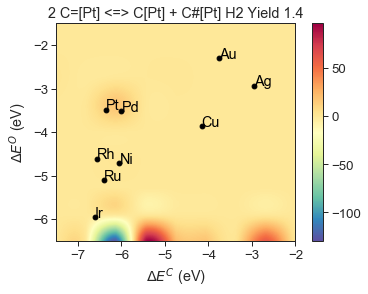 2 C=[Pt] <=> C[Pt] + C#[Pt] H2 Yield 1.4
−2
−3
−4
−5
−6
ΔE^O (eV)
Au
Ag
Pt
Pd
Cu
Rh
Ni
Ru
Ir
−7
−6
−5
−4
−3
−2
ΔE^C (eV)
50
0
−50
−100